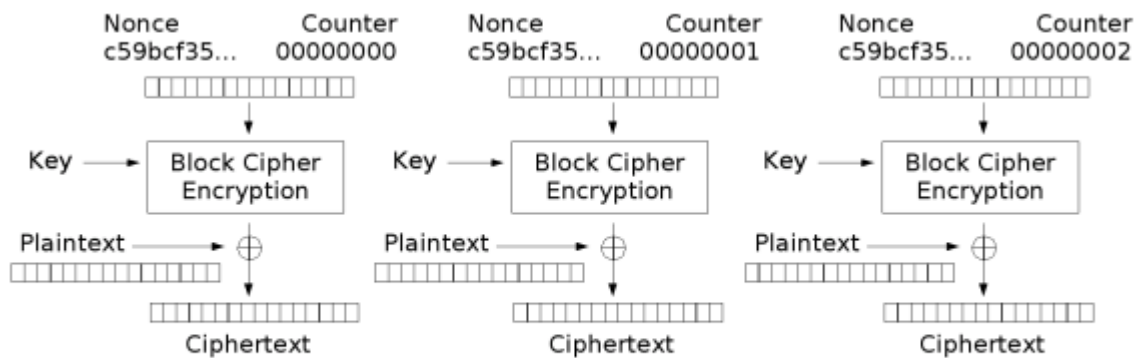 Nonce Counter Nonce Counter Nonce Counter
c59bcf35... 00000000 c59bcf35... 00000001 c59bcf35... 00000002
Key Block Cipher Encryption Key Block Cipher Encryption Key Block Cipher Encryption
Plaintext Plaintext Plaintext
Ciphertext Ciphertext Ciphertext